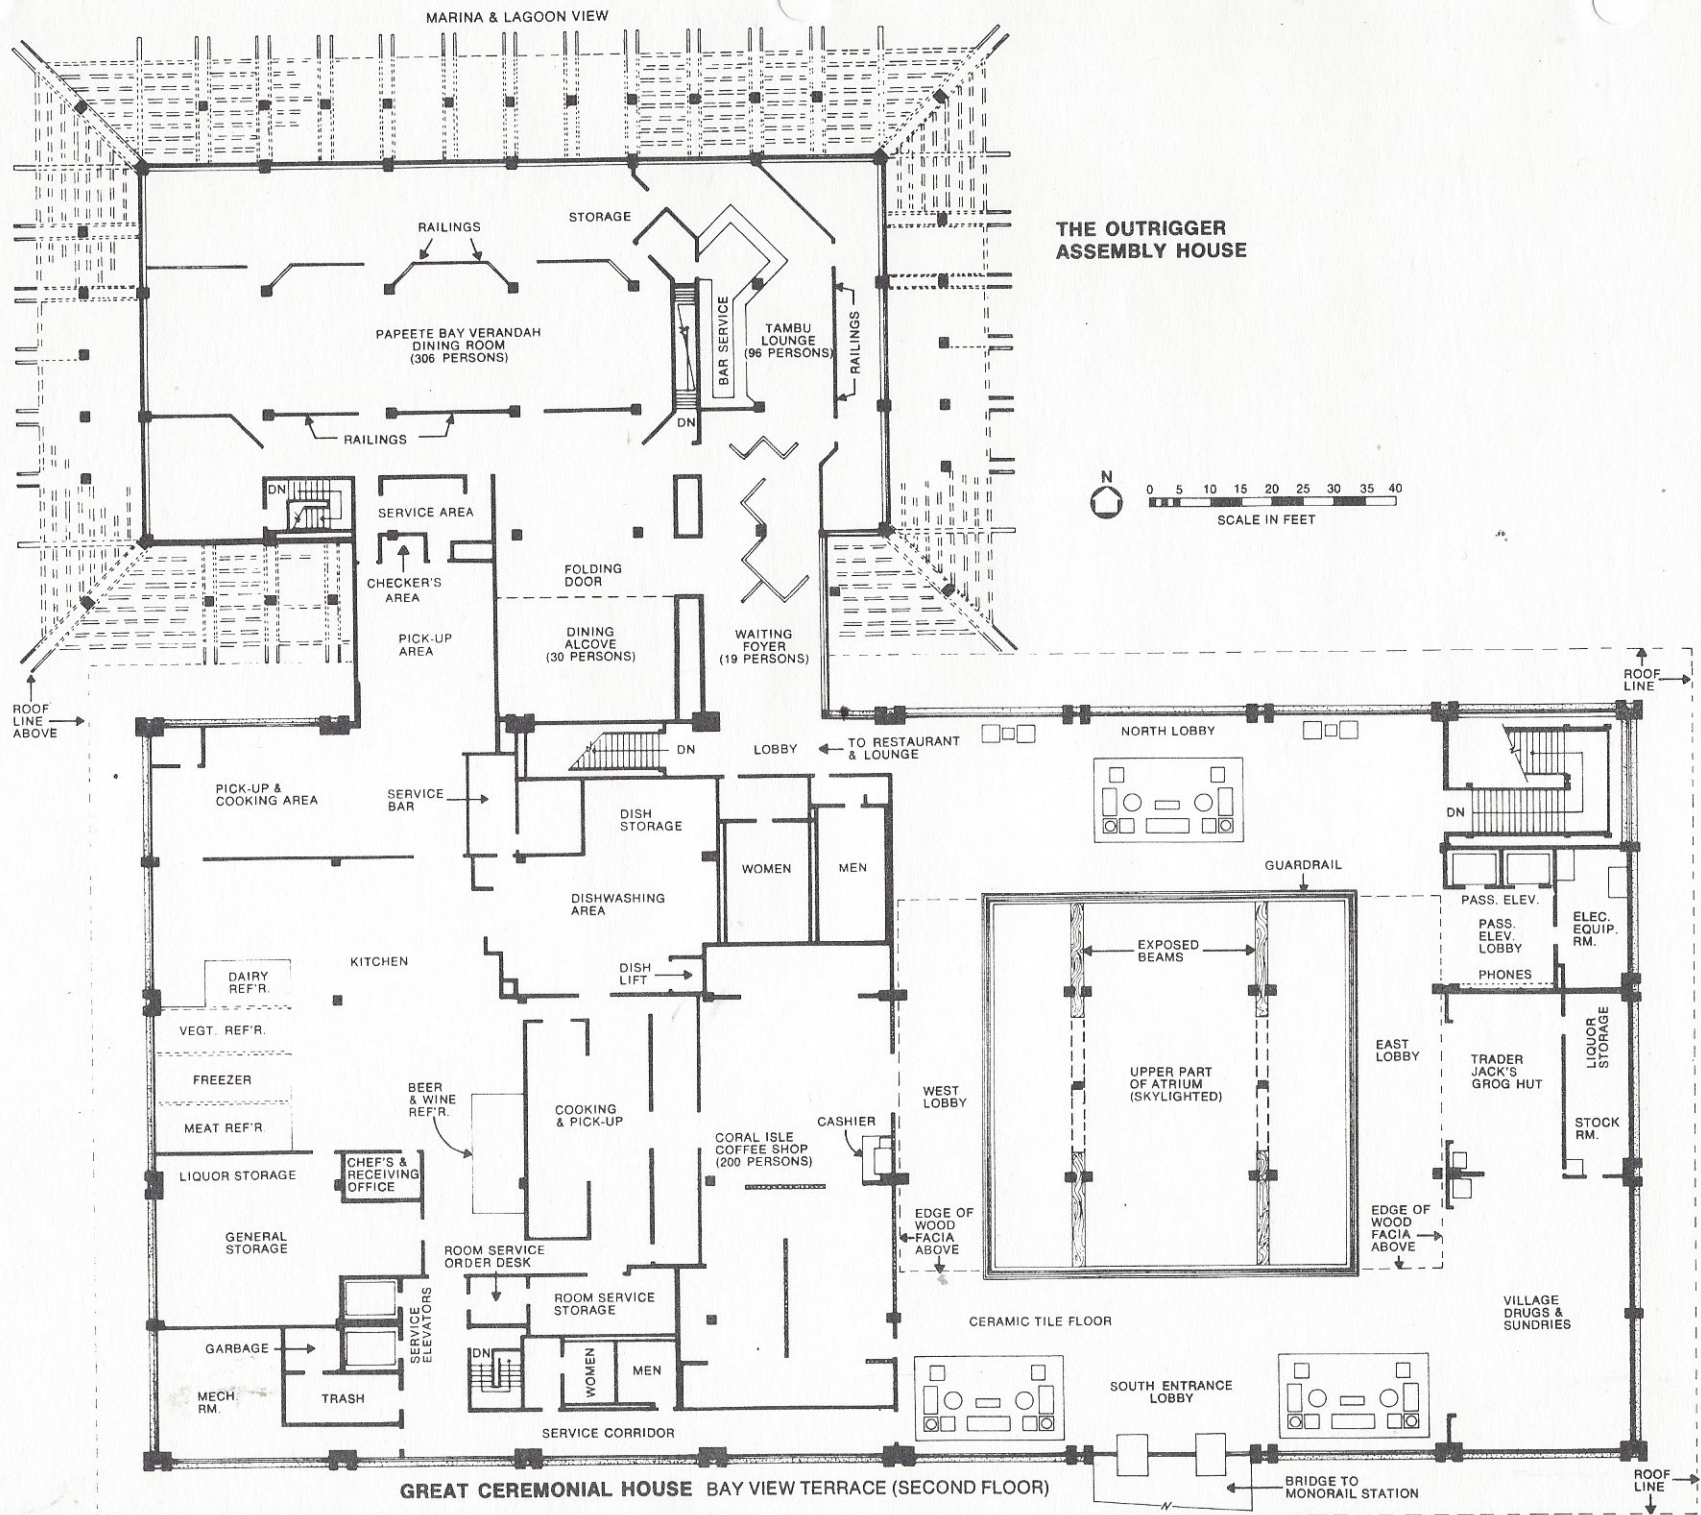 MARINA & LAGOON VIEW
THE OUTRIGGER
ASSEMBLY HOUSE
STORAGE
RAILINGS
PAPEETE BAY VERANDAH
DINING ROOM
(306 PERSONS)
BAR SERVICE
TAMBU
LOUNGE
(96 PERSONS)
RAILINGS
DN
RAILINGS
N
0 5 10 15 20 25 30 35 40
SCALE IN FEET
DN
SERVICE AREA
CHECKER'S
AREA
FOLDING
DOOR
PICK-UP
AREA
DINING
ALCOVE
(30 PERSONS)
WAITING
FOYER
(19 PERSONS)
ROOF
LINE
ABOVE
ROOF
LINE
DN
LOBBY
TO RESTAURANT
& LOUNGE
NORTH LOBBY
PICK-UP &
COOKING AREA
SERVICE
BAR
DISH
STORAGE
DN
WOMEN
MEN
GUARDRAIL
DISHWASHING
AREA
PASS. ELEV.
PASS.
ELEV.
LOBBY
PHONES
ELEC.
EQUIP.
RM.
EXPOSED
BEAMS
KITCHEN
DISH
LIFT
DAIRY
REF'R.
VEGT. REF'R.
FREEZER
MEAT REF'R
BEER
& WINE
REF'R.
COOKING
& PICK-UP
CORAL ISLE
COFFEE SHOP
(200 PERSONS)
CASHIER
WEST
LOBBY
UPPER PART
OF ATRIUM
(SKYLIGHTED)
EAST
LOBBY
TRADER
JACK'S
GROG HUT
LIQUOR
STORAGE
STOCK
RM.
LIQUOR STORAGE
CHEF'S &
RECEIVING
OFFICE
GENERAL
STORAGE
EDGE OF
WOOD
FACIA
ABOVE
EDGE OF
WOOD
FACIA
ABOVE
ROOM SERVICE
ORDER DESK
ROOM SERVICE
STORAGE
SERVICE
ELEVATORS
VILLAGE
DRUGS &
SUNDRIES
CERAMIC TILE FLOOR
GARBAGE
DN
WOMEN
MEN
MECH.
RM.
TRASH
SOUTH ENTRANCE
LOBBY
SERVICE CORRIDOR
GREAT CEREMONIAL HOUSE BAY VIEW TERRACE (SECOND FLOOR)
BRIDGE TO
MONORAIL STATION
ROOF
LINE